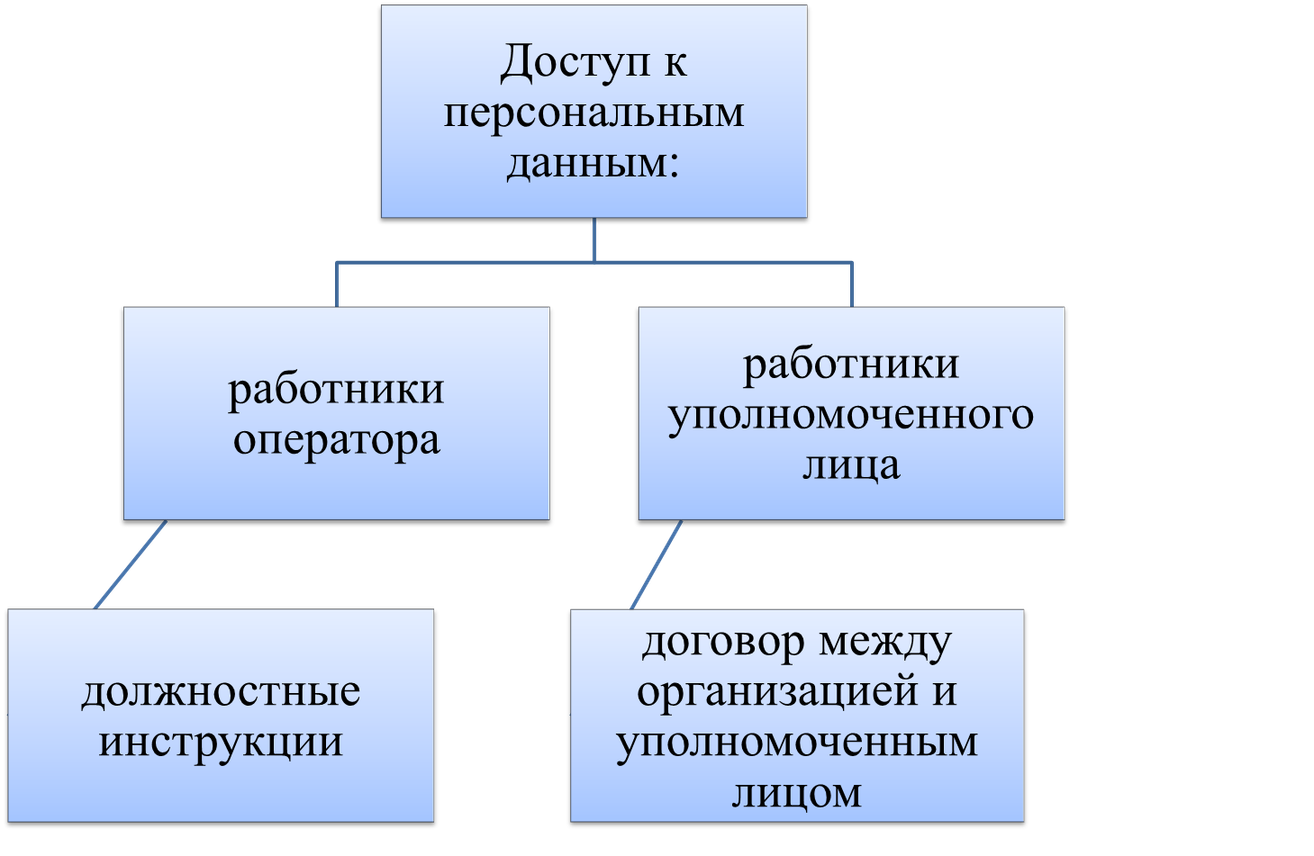 Доступ к
персональным
данным:
работники
оператора
работники
уполномоченного
лица
должностные
инструкции
договор между
организацией и
уполномоченным
лицом